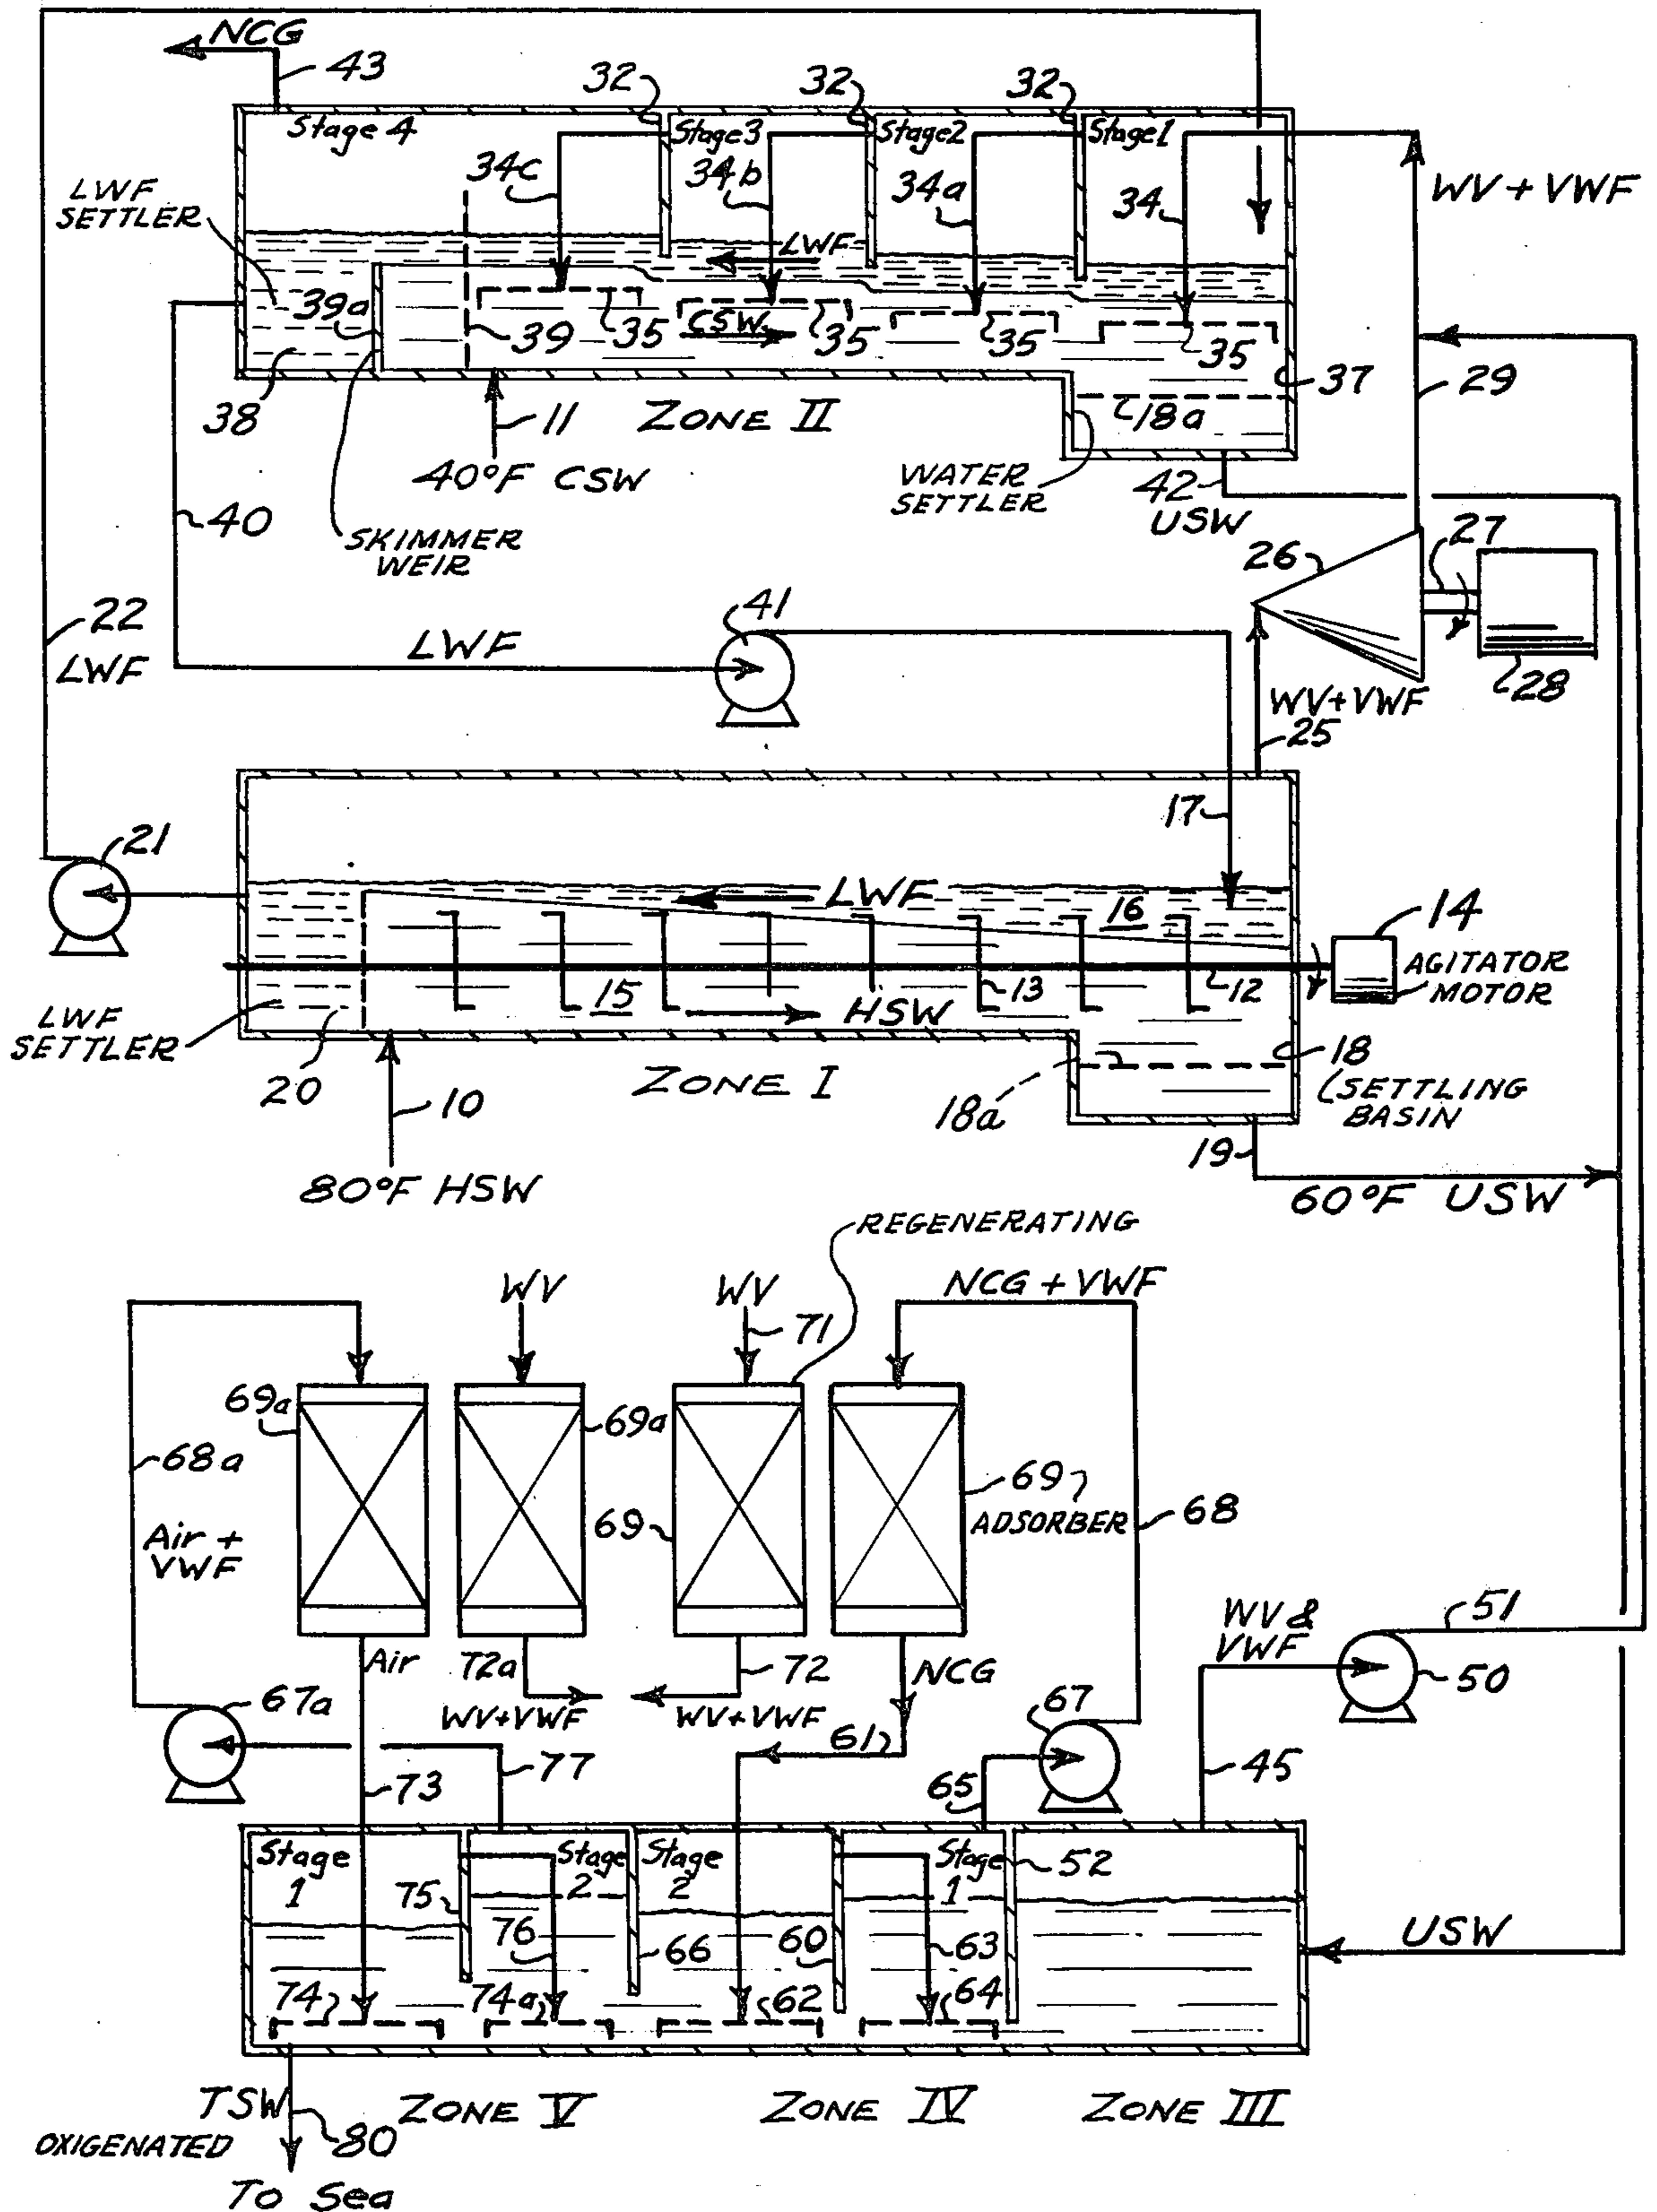 NCG
43
32
32
32
Stage 4
Stage 3
Stage 2
Stage 1
34c
34b
34a
34
WV + VWF
LWF
SETTLER
LWF
39a
39
35
CSW
35
35
35
37
29
38
11
ZONE II
18a
40°F CSW
WATER
SETTLER
42
USW
40
SKIMMER
WEIR
27
26
22
LWF
41
LWF
28
WV+VWF
25
21
17
LWF
16
14
AGITATOR
MOTOR
15
13
12
HSW
LWF
SETTLER
20
10
ZONE I
18a
18
(SETTLING
BASIN
19
80°F HSW
60°F USW
REGENERATING
WV
WV
NCG + VWF
71
69a
69a
68a
69
69
ADSORBER
68
Air +
VWF
WV &
VWF
51
Air
72a
72
NCG
50
67a
WV+VWF
WV+VWF
67
61
77
73
65
45
Stage
1
Stage
2
Stage
2
Stage
1
52
75
76
66
60
63
USW
74
74a
62
64
TSW
ZONE V
ZONE IV
ZONE III
OXIGENATED
80
To Sea